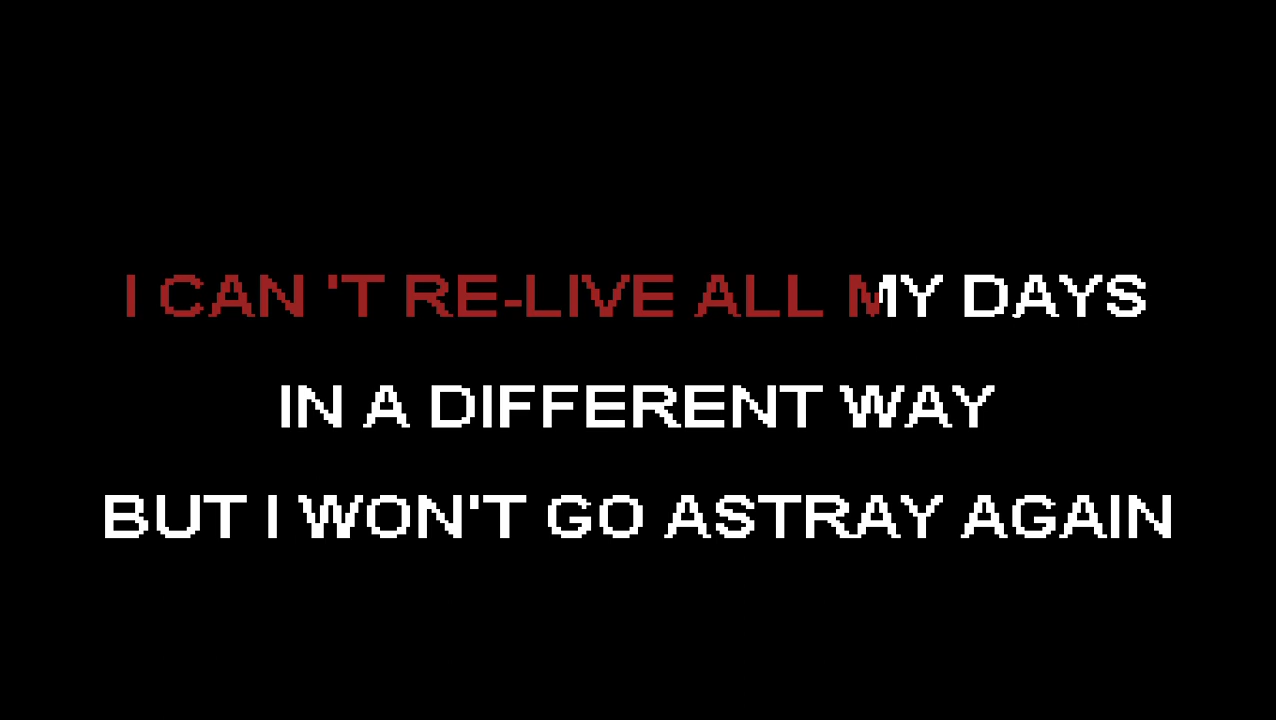 I CAN 'T RE-LIVE ALL MY DAYS
IN A DIFFERENT WAY
BUT I WON'T GO ASTRAY AGAIN